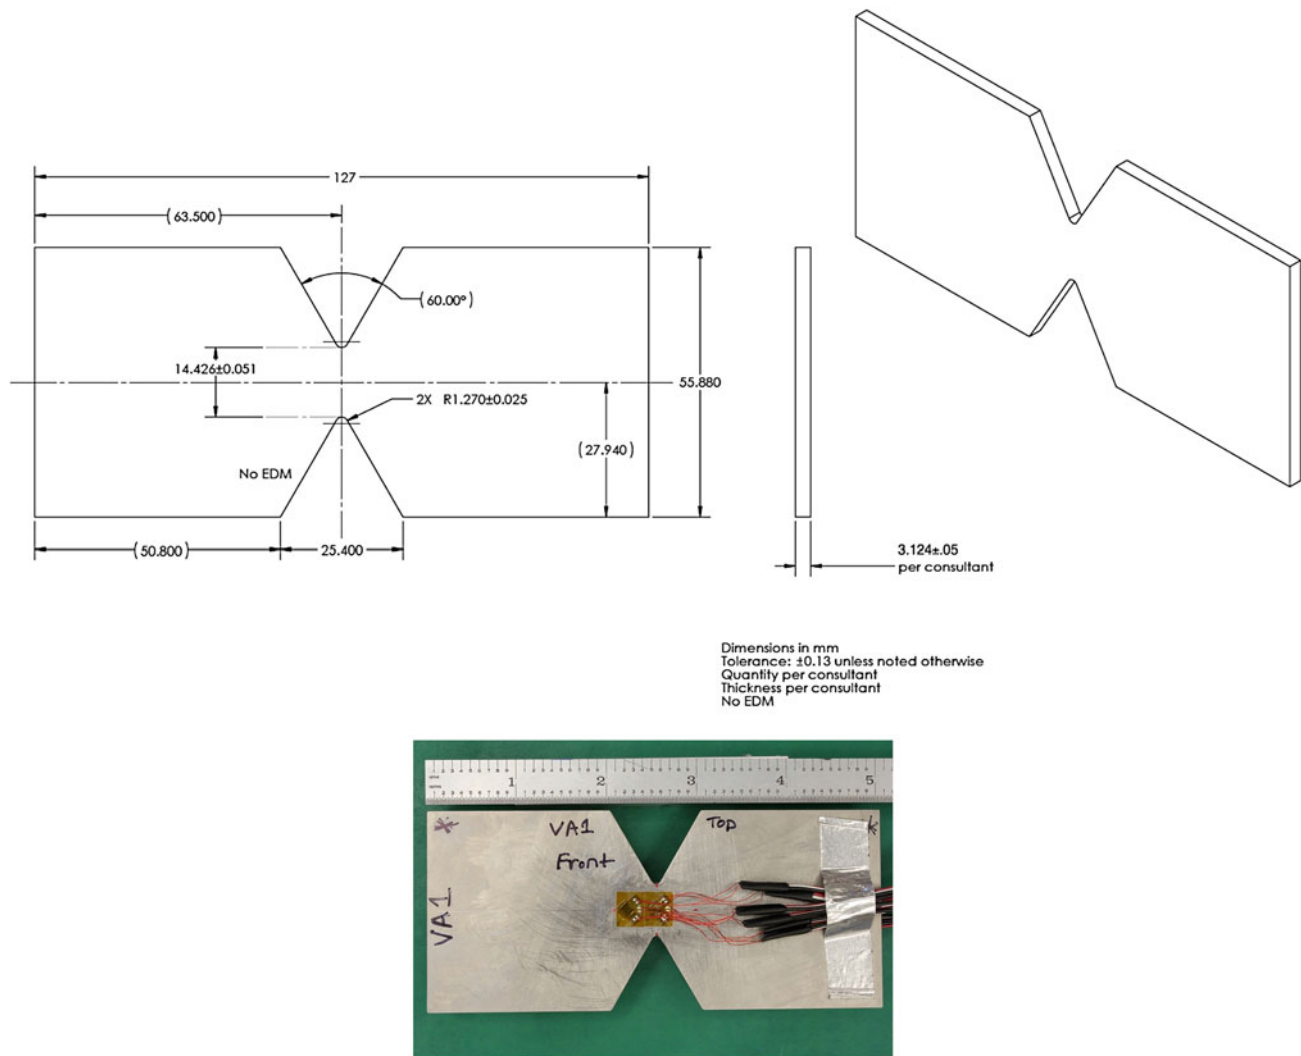 127
(63.500)
(60.00°)
14.426±0.051
55.880
2X R1.270±0.025
(27.940)
No EDM
(50.800)
25.400
3.124±.05
per consultant
Dimensions in mm
Tolerance: ±0.13 unless noted otherwise
Quantity per consultant
Thickness per consultant
No EDM
1 2 3 4 5
VA1
TOP
Front
VA1